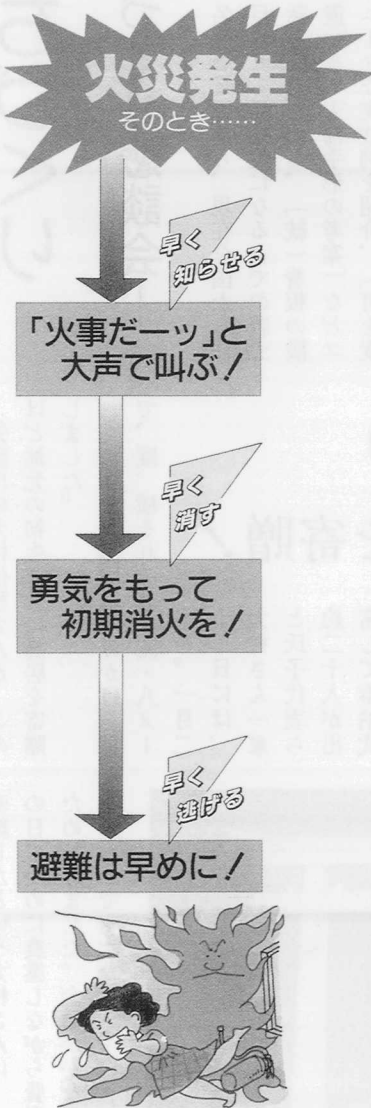 火災発生
そのとき……
早く
知らせる
「火事だーッ」と
大声で叫ぶ！
早く
消す
勇気をもって
初期消火を！
早く
逃げる
避難は早めに！